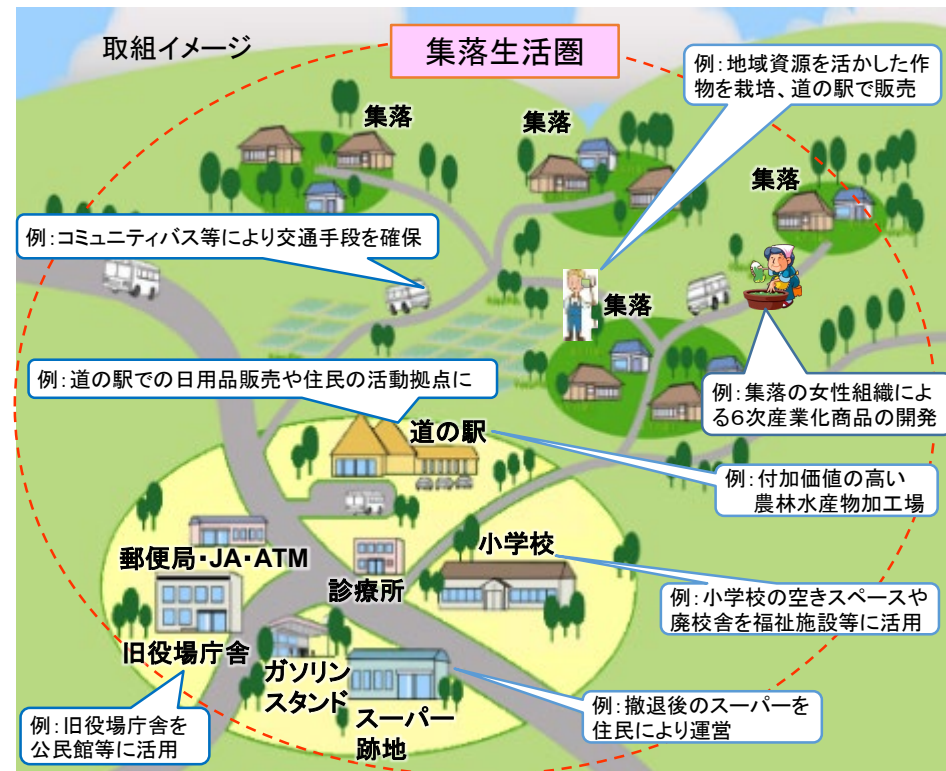 取組イメージ
集落生活圏
例：地域資源を活かした作
物を栽培、道の駅で販売
集落
集落
集落
例：コミュニティバス等により交通手段を確保
集落
例：道の駅での日用品販売や住民の活動拠点に
例：集落の女性組織によ
る６次産業化商品の開発
道の駅
例：付加価値の高い
農林水産物加工場
郵便局・JA・ATM
小学校
診療所
例：小学校の空きスペースや
廃校舎を福祉施設等に活用
旧役場庁舎
ガソリン
スタンド
スーパー
跡地
例：撤退後のスーパーを
住民により運営
例：旧役場庁舎を
公民館等に活用